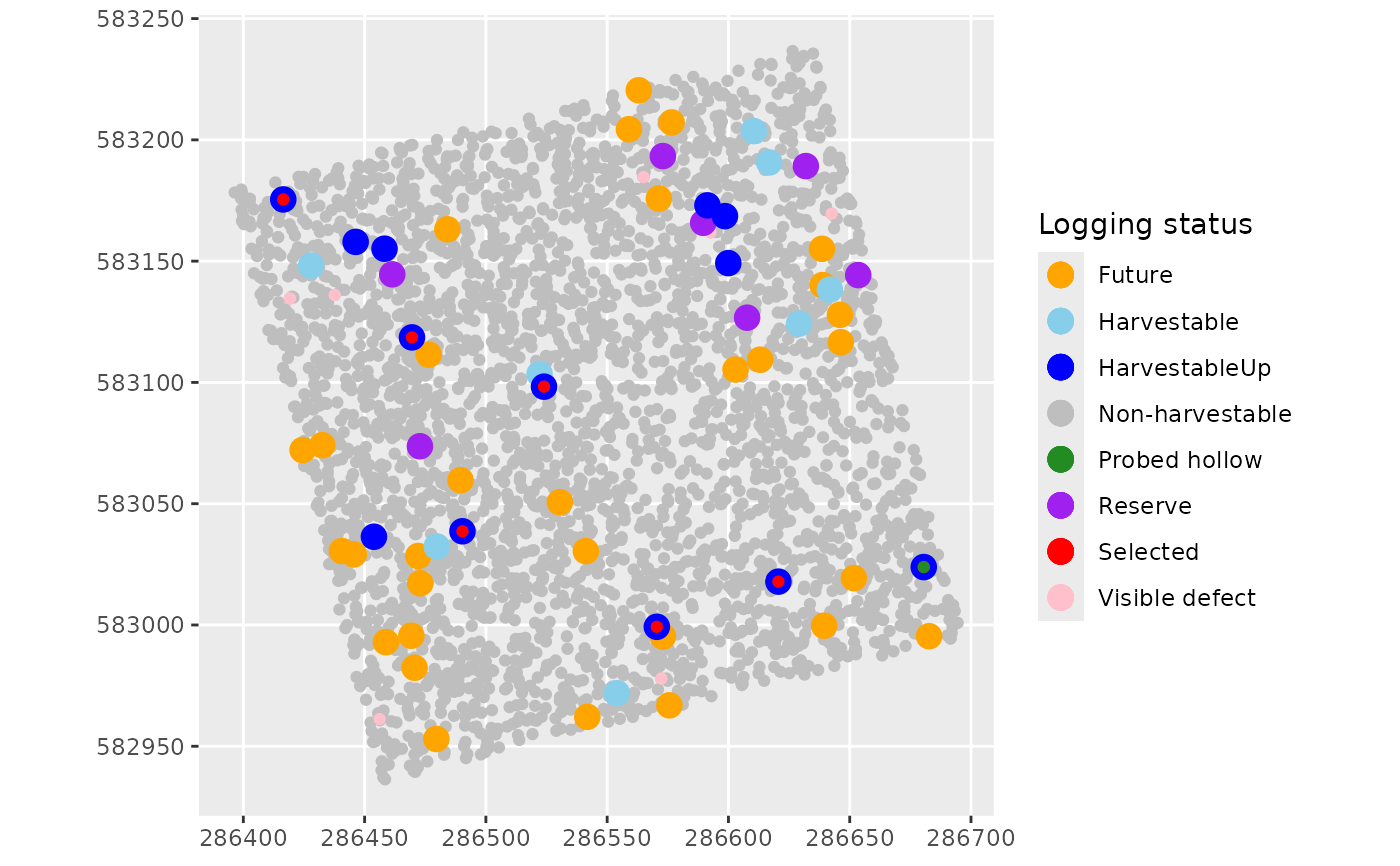 583250
583200
583150
583100
583050
583000
582950
286400 286450 286500 286550 286600 286650 286700
Logging status
Future
Harvestable
HarvestableUp
Non-harvestable
Probed hollow
Reserve
Selected
Visible defect